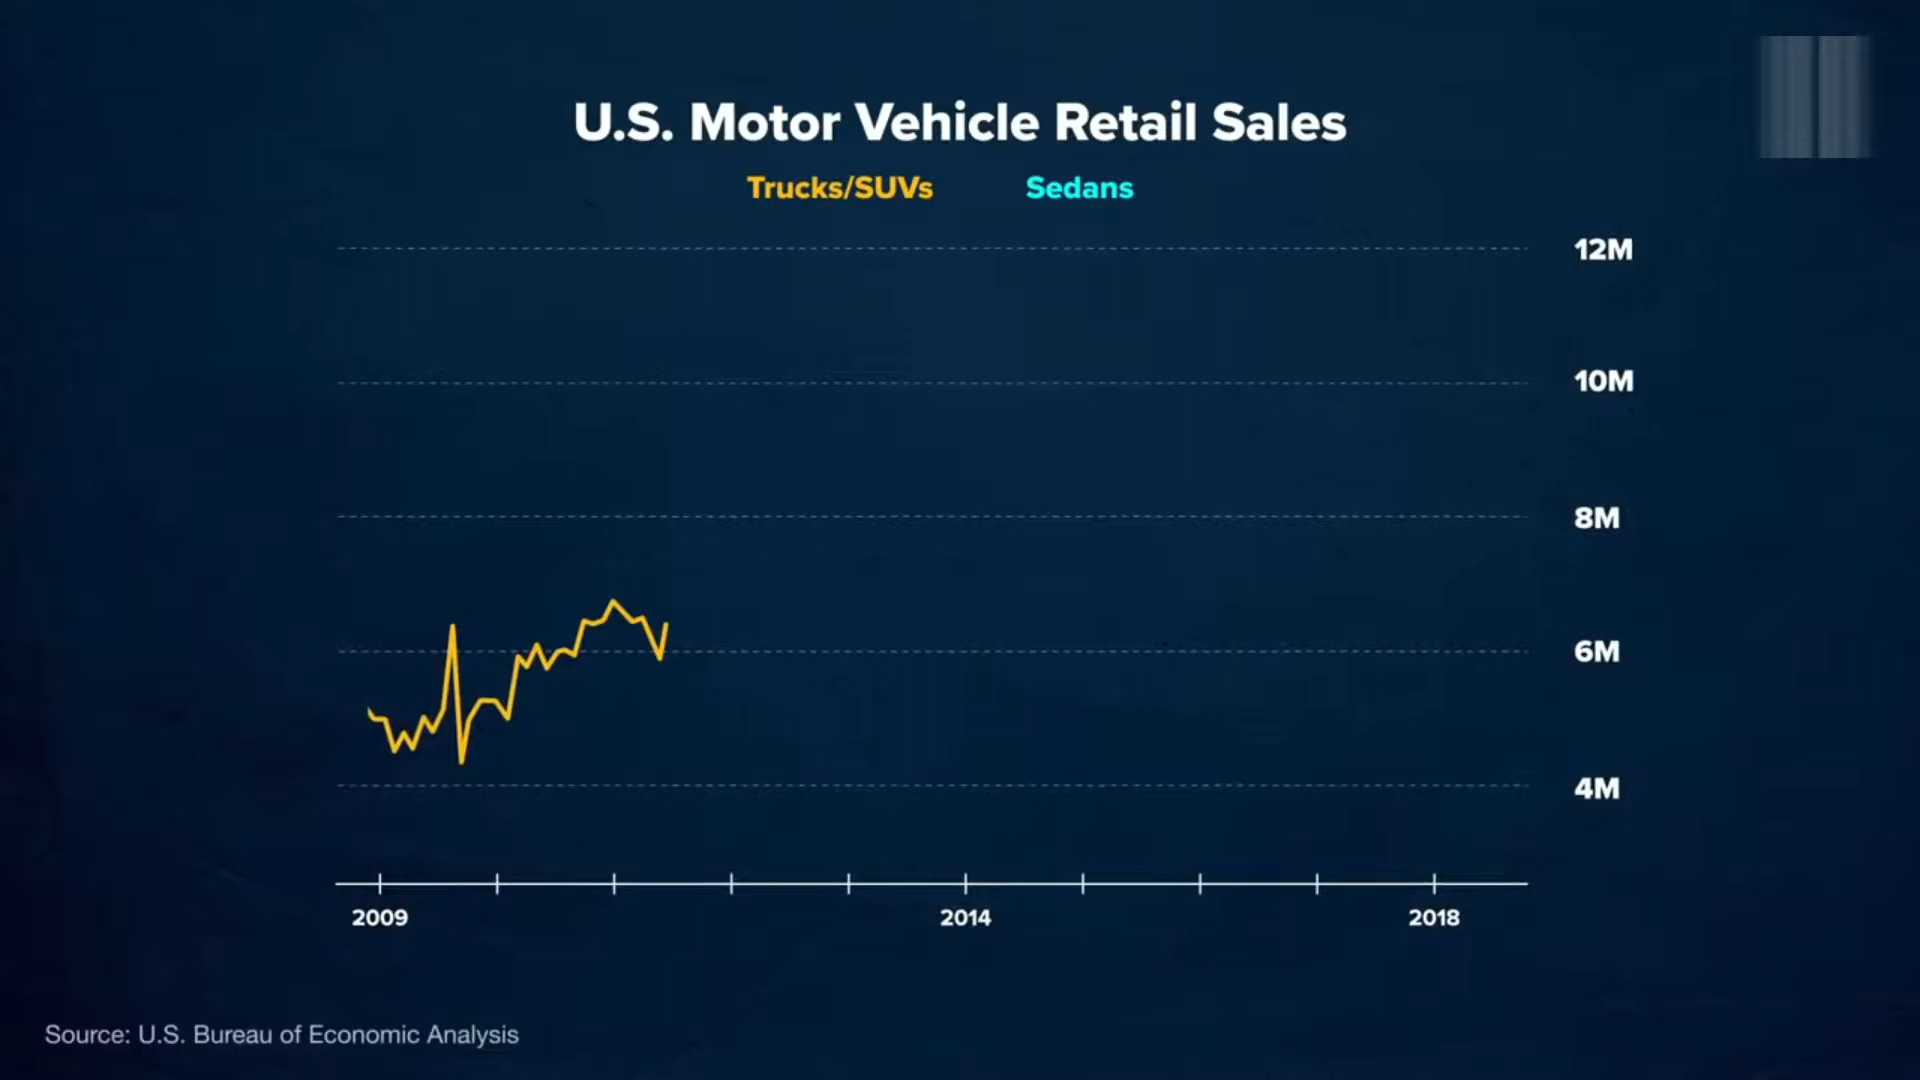 U.S. Motor Vehicle Retail Sales
Trucks/SUVs Sedans
12M
10M
8M
6M
4M
2009 2014 2018
Source: U.S. Bureau of Economic Analysis